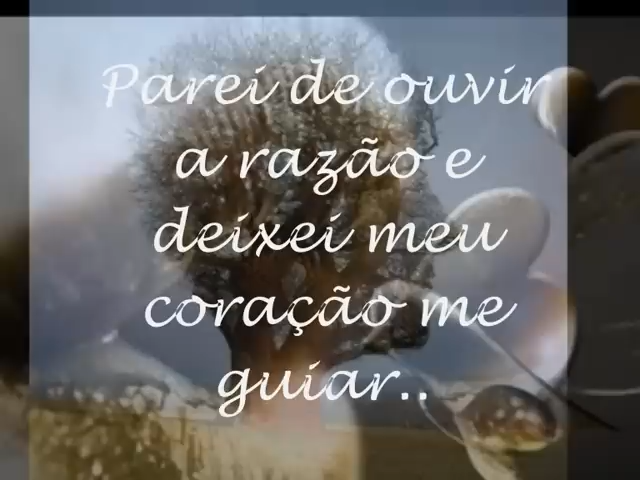 Parei de ouvir
a razão e
deixei meu
coração me
guiar..